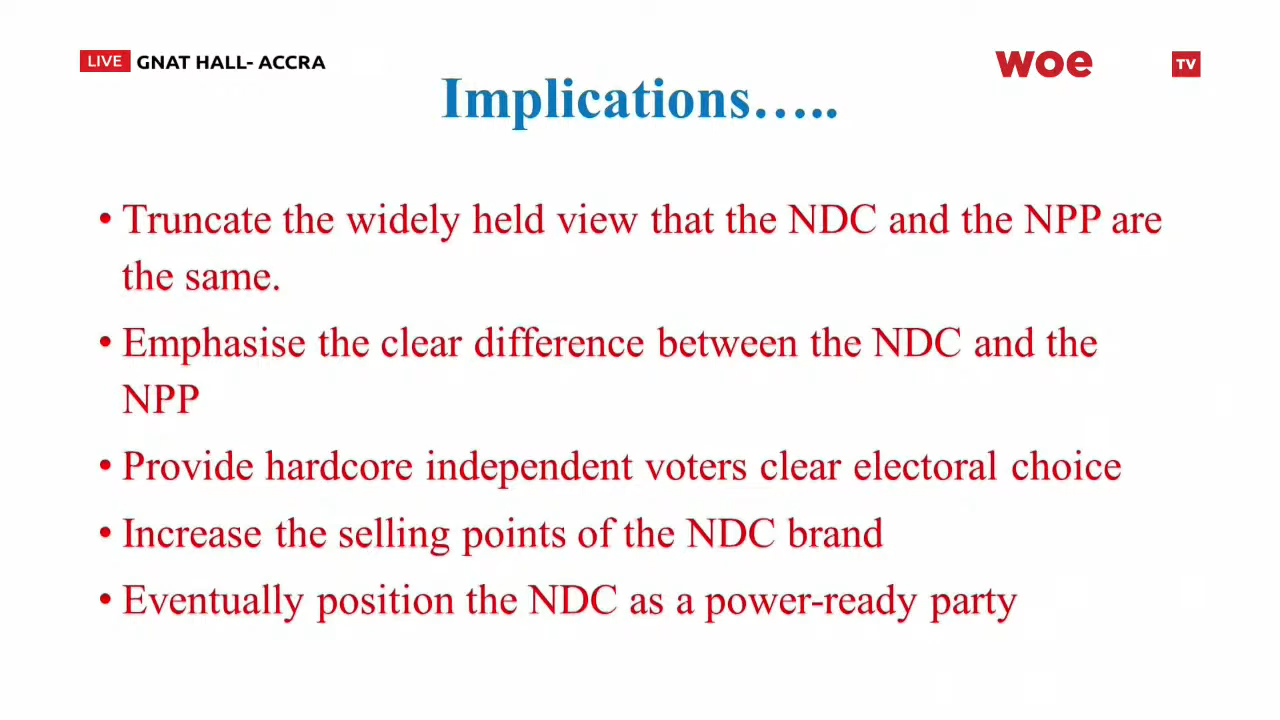 LIVE GNAT HALL- ACCRA
woe TV
Implications…..
• Truncate the widely held view that the NDC and the NPP are
the same.
• Emphasise the clear difference between the NDC and the
NPP
• Provide hardcore independent voters clear electoral choice
• Increase the selling points of the NDC brand
• Eventually position the NDC as a power-ready party